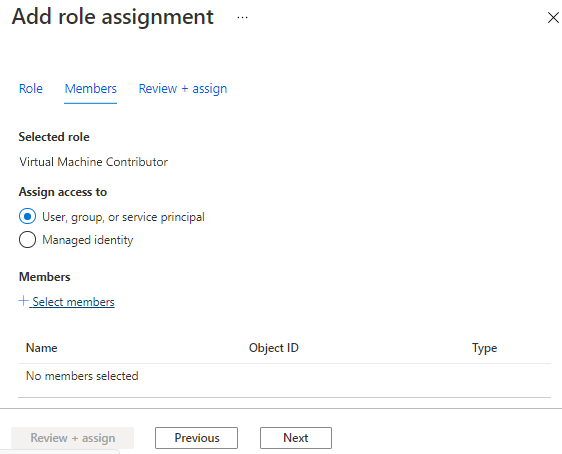 Add role assignment ...
Role Members Review + assign
Selected role
Virtual Machine Contributor
Assign access to
User, group, or service principal
Managed identity
Members
+ Select members
Name Object ID Type
No members selected
Review + assign Previous Next